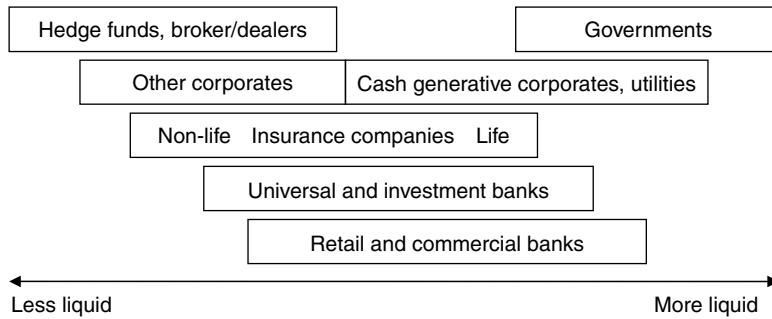 Hedge funds, broker/dealers
Governments
Other corporates
Cash generative corporates, utilities
Non-life Insurance companies Life
Universal and investment banks
Retail and commercial banks
Less liquid
More liquid